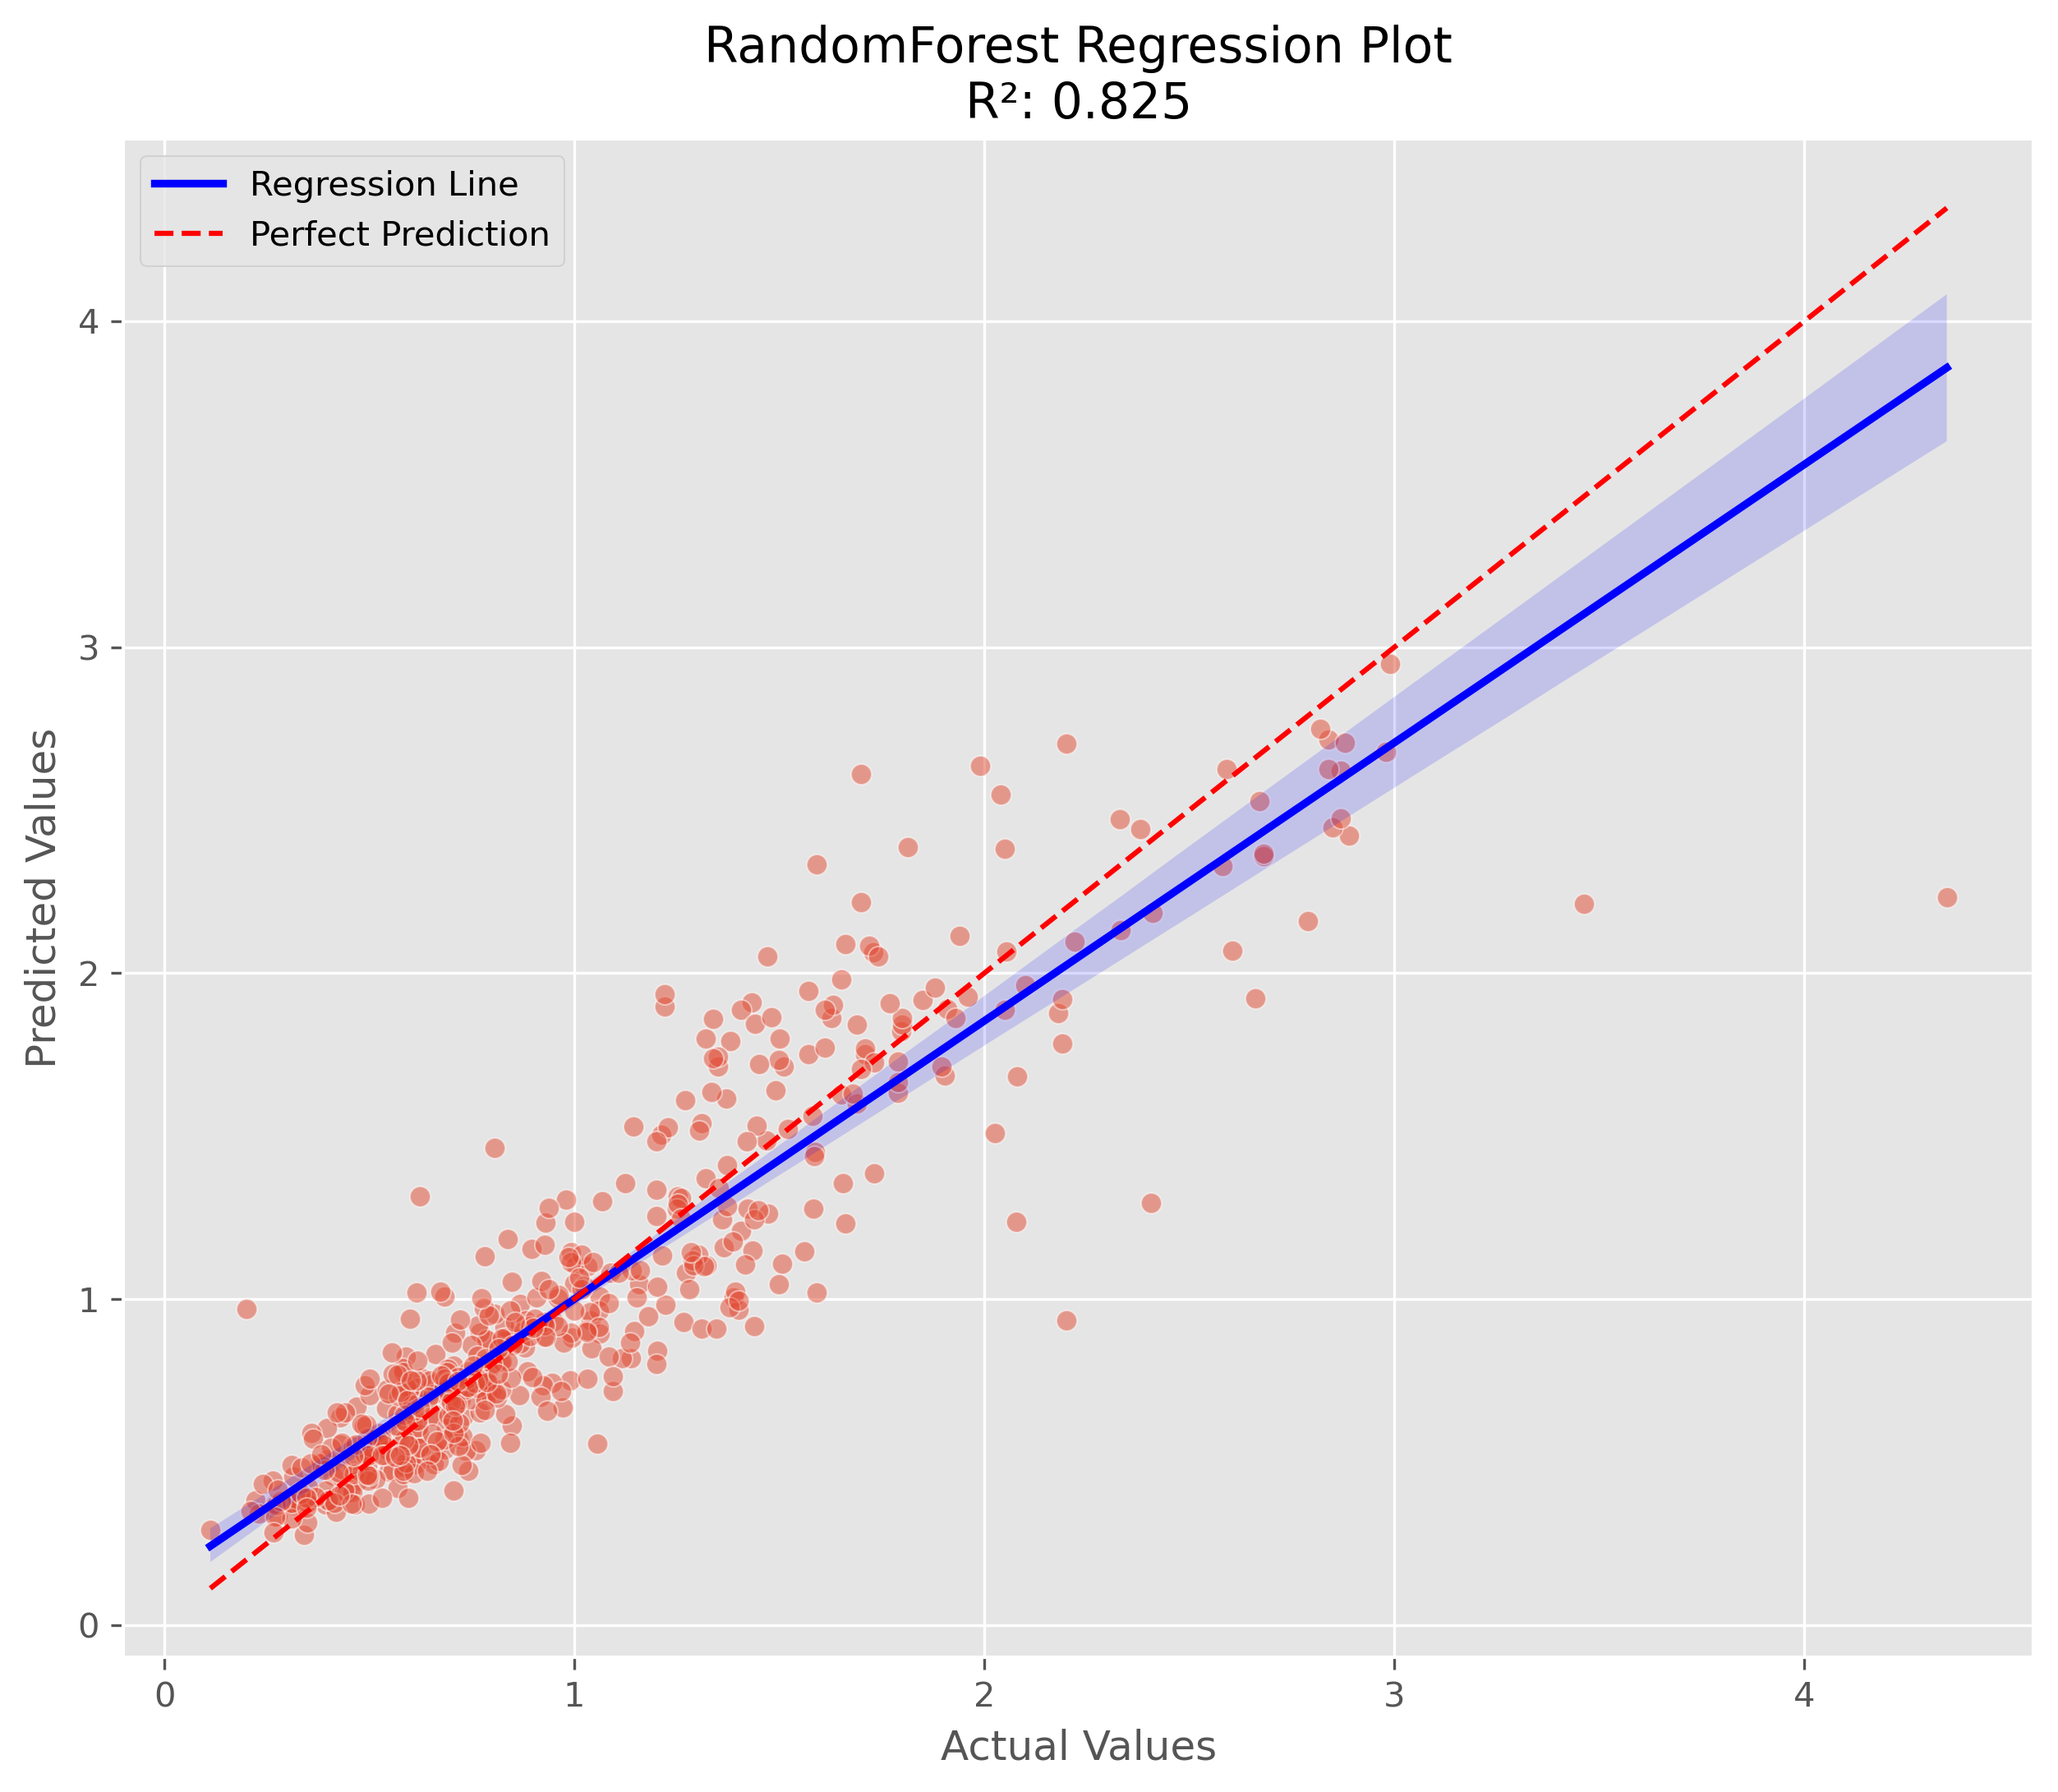 RandomForest Regression Plot
R²: 0.825
Regression Line
Perfect Prediction
4
3
2
1
0
Predicted Values
0 1 2 3 4
Actual Values